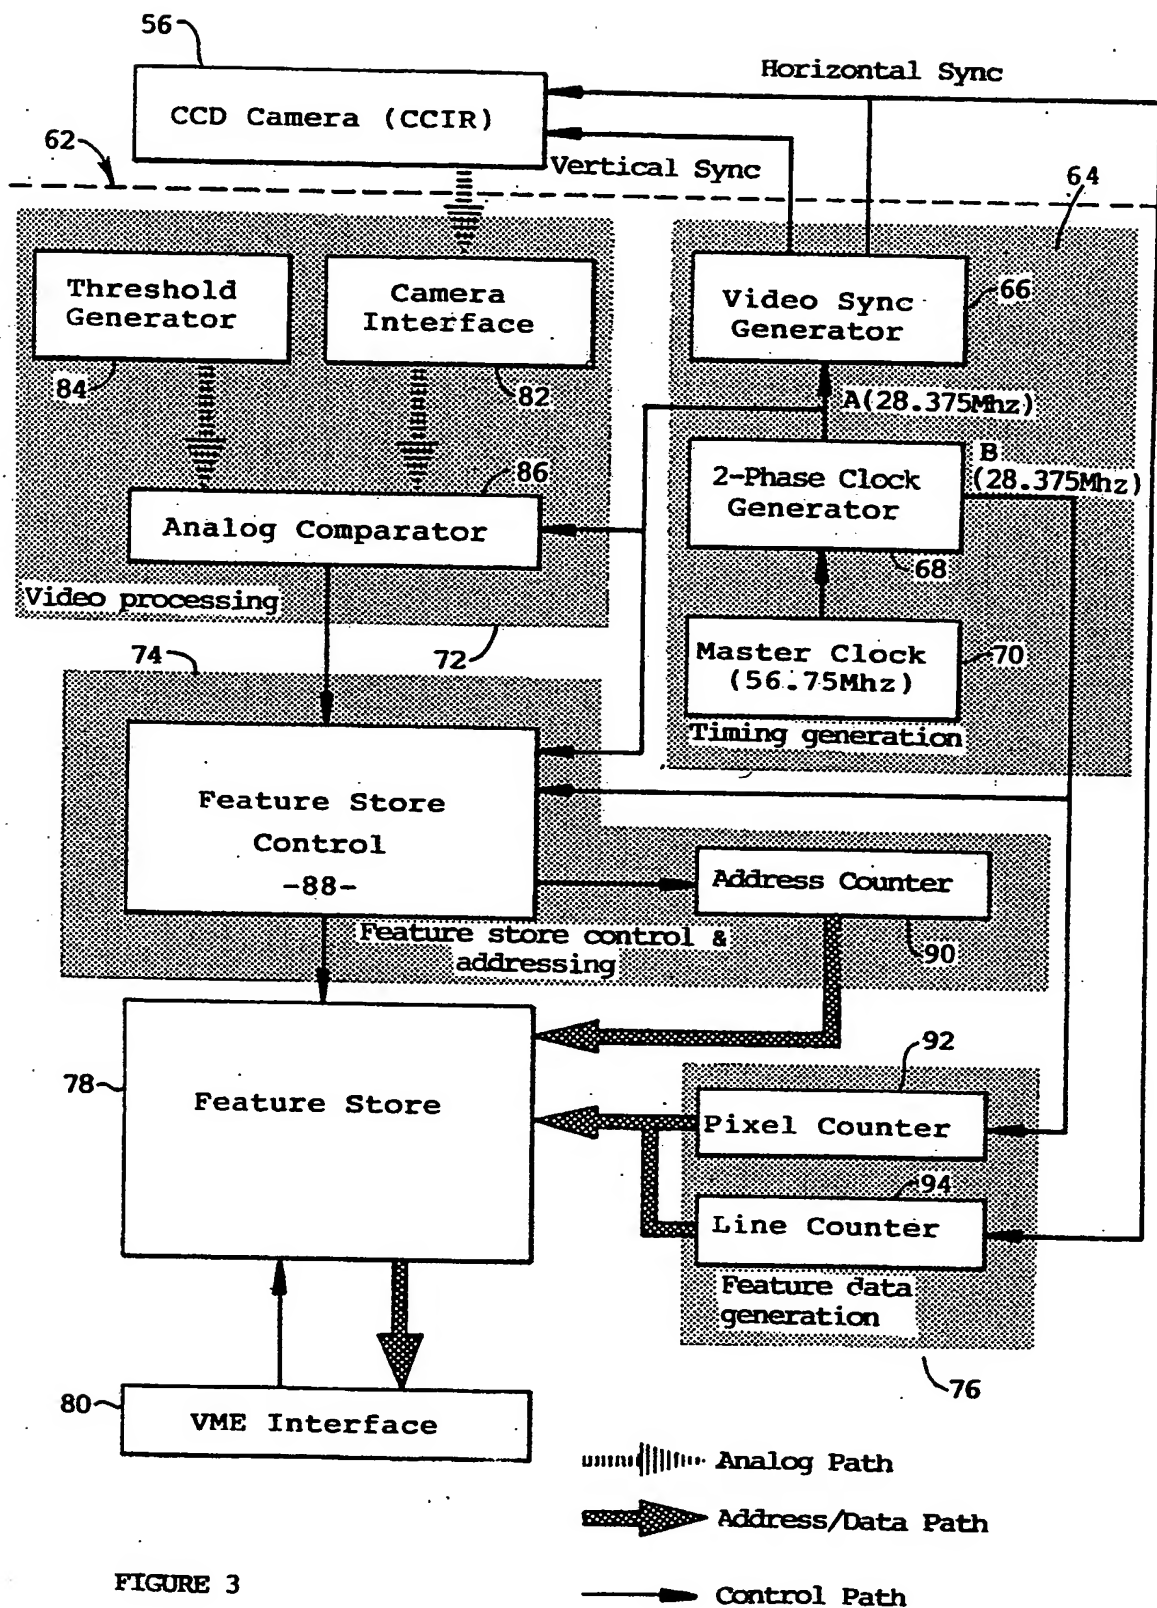 56
CCD Camera (CCIR)
Horizontal Sync
Vertical Sync
62
64
Threshold
Generator
84
Camera
Interface
82
Video Sync
Generator
66
A(28.375Mhz)
B
(28.375Mhz)
2-Phase Clock
Generator
68
86
Analog Comparator
Video processing
72
Master Clock
(56.75Mhz)
70
Timing generation
74
Feature Store
Control
-88-
Address Counter
90
Feature store control &
addressing
78
Feature Store
92
Pixel Counter
94
Line Counter
Feature data
generation
76
80
VME Interface
Analog Path
Address/Data Path
Control Path
FIGURE 3